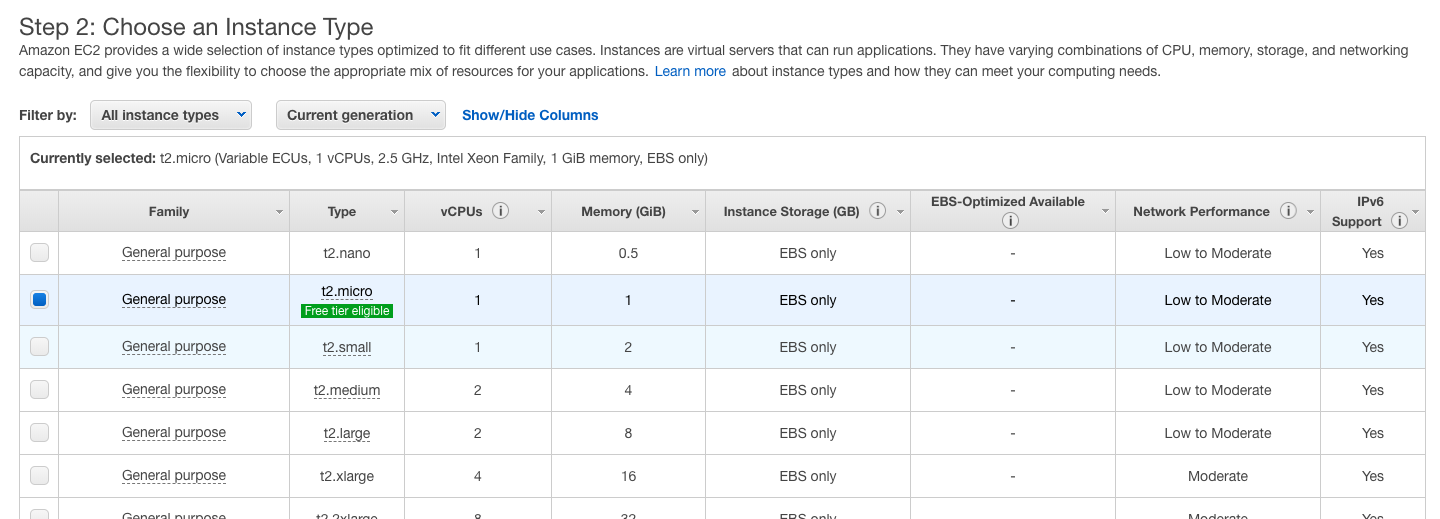 Step 2: Choose an Instance Type
Amazon EC2 provides a wide selection of instance types optimized to fit different use cases. Instances are virtual servers that can run applications. They have varying combinations of CPU, memory, storage, and networking
capacity, and give you the flexibility to choose the appropriate mix of resources for your applications. Learn more about instance types and how they can meet your computing needs.
Filter by: All instance types Current generation Show/Hide Columns
Currently selected: t2.micro (Variable ECUs, 1 vCPUs, 2.5 GHz, Intel Xeon Family, 1 GiB memory, EBS only)
Family Type vCPUs i Memory (GiB) Instance Storage (GB) i EBS-Optimized Available i Network Performance i IPv6 Support i
General purpose t2.nano 1 0.5 EBS only - Low to Moderate Yes
General purpose t2.micro Free tier eligible 1 1 EBS only - Low to Moderate Yes
General purpose t2.small 1 2 EBS only - Low to Moderate Yes
General purpose t2.medium 2 4 EBS only - Low to Moderate Yes
General purpose t2.large 2 8 EBS only - Low to Moderate Yes
General purpose t2.xlarge 4 16 EBS only - Moderate Yes
General purpose t2.2xlarge 8 32 EBS only Moderate Yes